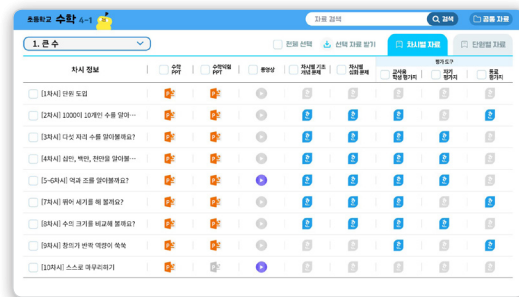 초등학교 수학 4-1
자료 검색
검색
공통 자료
1. 큰 수
전체 선택
선택 자료 받기
차시별 자료
단원별 자료
차시 정보
수학 PPT
수학익힘 PPT
동영상
차시별 기초 개념 문제
차시별 심화 문제
평가 도구
교사용 학생 평가지
자기 평가지
동료 평가지
[1차시] 단원 도입
[2차시] 1000이 10개인 수를 알아…
[3차시] 다섯 자리 수를 알아볼까요?
[4차시] 십만, 백만, 천만을 알아볼…
[5~6차시] 억과 조를 알아볼까요?
[7차시] 뛰어 세기를 해 볼까요?
[8차시] 수의 크기를 비교해 볼까요?
[9차시] 창의가 반짝 역량이 쑥쑥
[10차시] 스스로 마무리하기